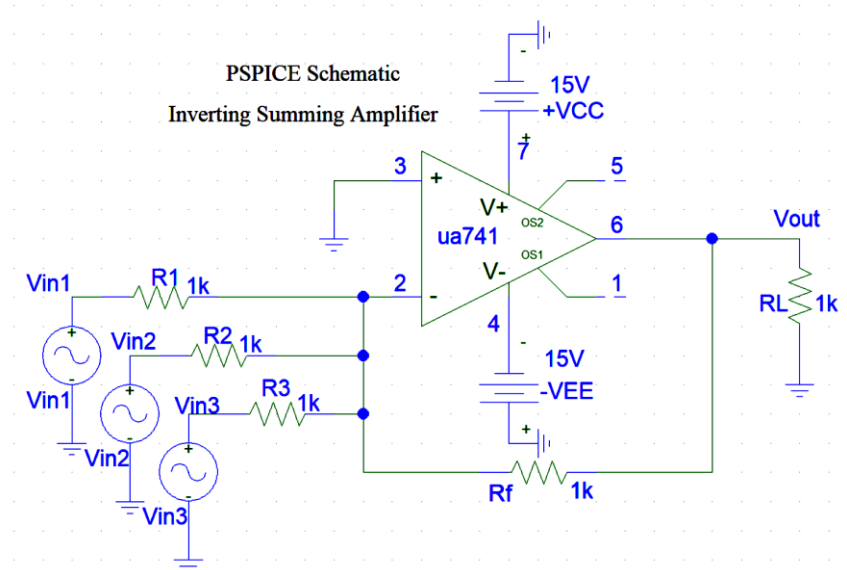 PSPICE Schematic
Inverting Summing Amplifier
-
15V
+VCC
+
7
3
+
5
V+
OS2
ua741
6
Vout
OS1
V-
2
-
1
Vin1
R1 1k
RL 1k
4
-
+
Vin2
R2 1k
15V
-VEE
-
+
R3 1k
Vin1
Vin3
-
+
+
Vin2
-
Rf 1k
Vin3
-